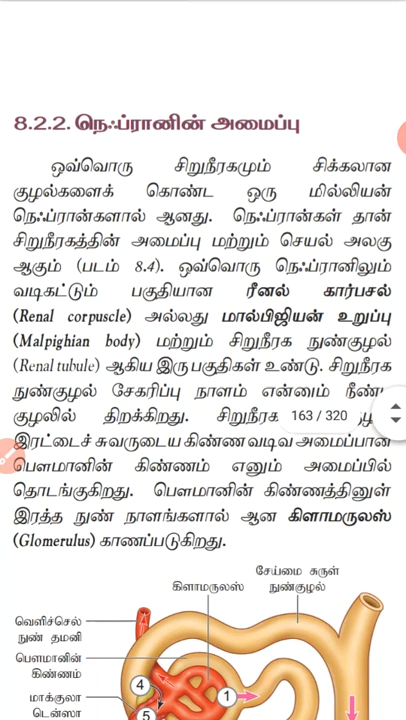 8.2.2. நெஃப்ரானின் அமைப்பு
ஒவ்வொரு சிறுநீரகமும் சிக்கலான
குழல்களைக் கொண்ட ஒரு மில்லியன்
நெஃப்ரான்களால் ஆனது. நெஃப்ரான்கள் தான்
சிறுநீரகத்தின் அமைப்பு மற்றும் செயல் அலகு
ஆகும் (படம் 8.4). ஒவ்வொரு நெஃப்ரானிலும்
வடிகட்டும் பகுதியான ரீனல் கார்பசல்
(Renal corpuscle) அல்லது மால்பிஜியன் உறுப்பு
(Malpighian body) மற்றும் சிறுநீரக நுண்குழல்
(Renal tubule) ஆகிய இரு பகுதிகள் உண்டு. சிறுநீரக
நுண்குழல் சேகரிப்பு நாளம் என்னும் நீண்ட
குழலில் திறக்கிறது. சிறுநீரக
163 / 320
இரட்டைச் சுவருடைய கிண்ண வடிவ அமைப்பான
பௌமானின் கிண்ணம் எனும் அமைப்பில்
தொடங்குகிறது. பௌமானின் கிண்ணத்தினுள்
இரத்த நுண் நாளங்களால் ஆன கிளாமருலஸ்
(Glomerulus) காணப்படுகிறது.
சேய்மை சுருள்
நுண்குழல்
கிளாமருலஸ்
வெளிச்செல்
நுண் தமனி
பௌமானின்
கிண்ணம்
மாக்குலா
டென்ஸா
4
1
5